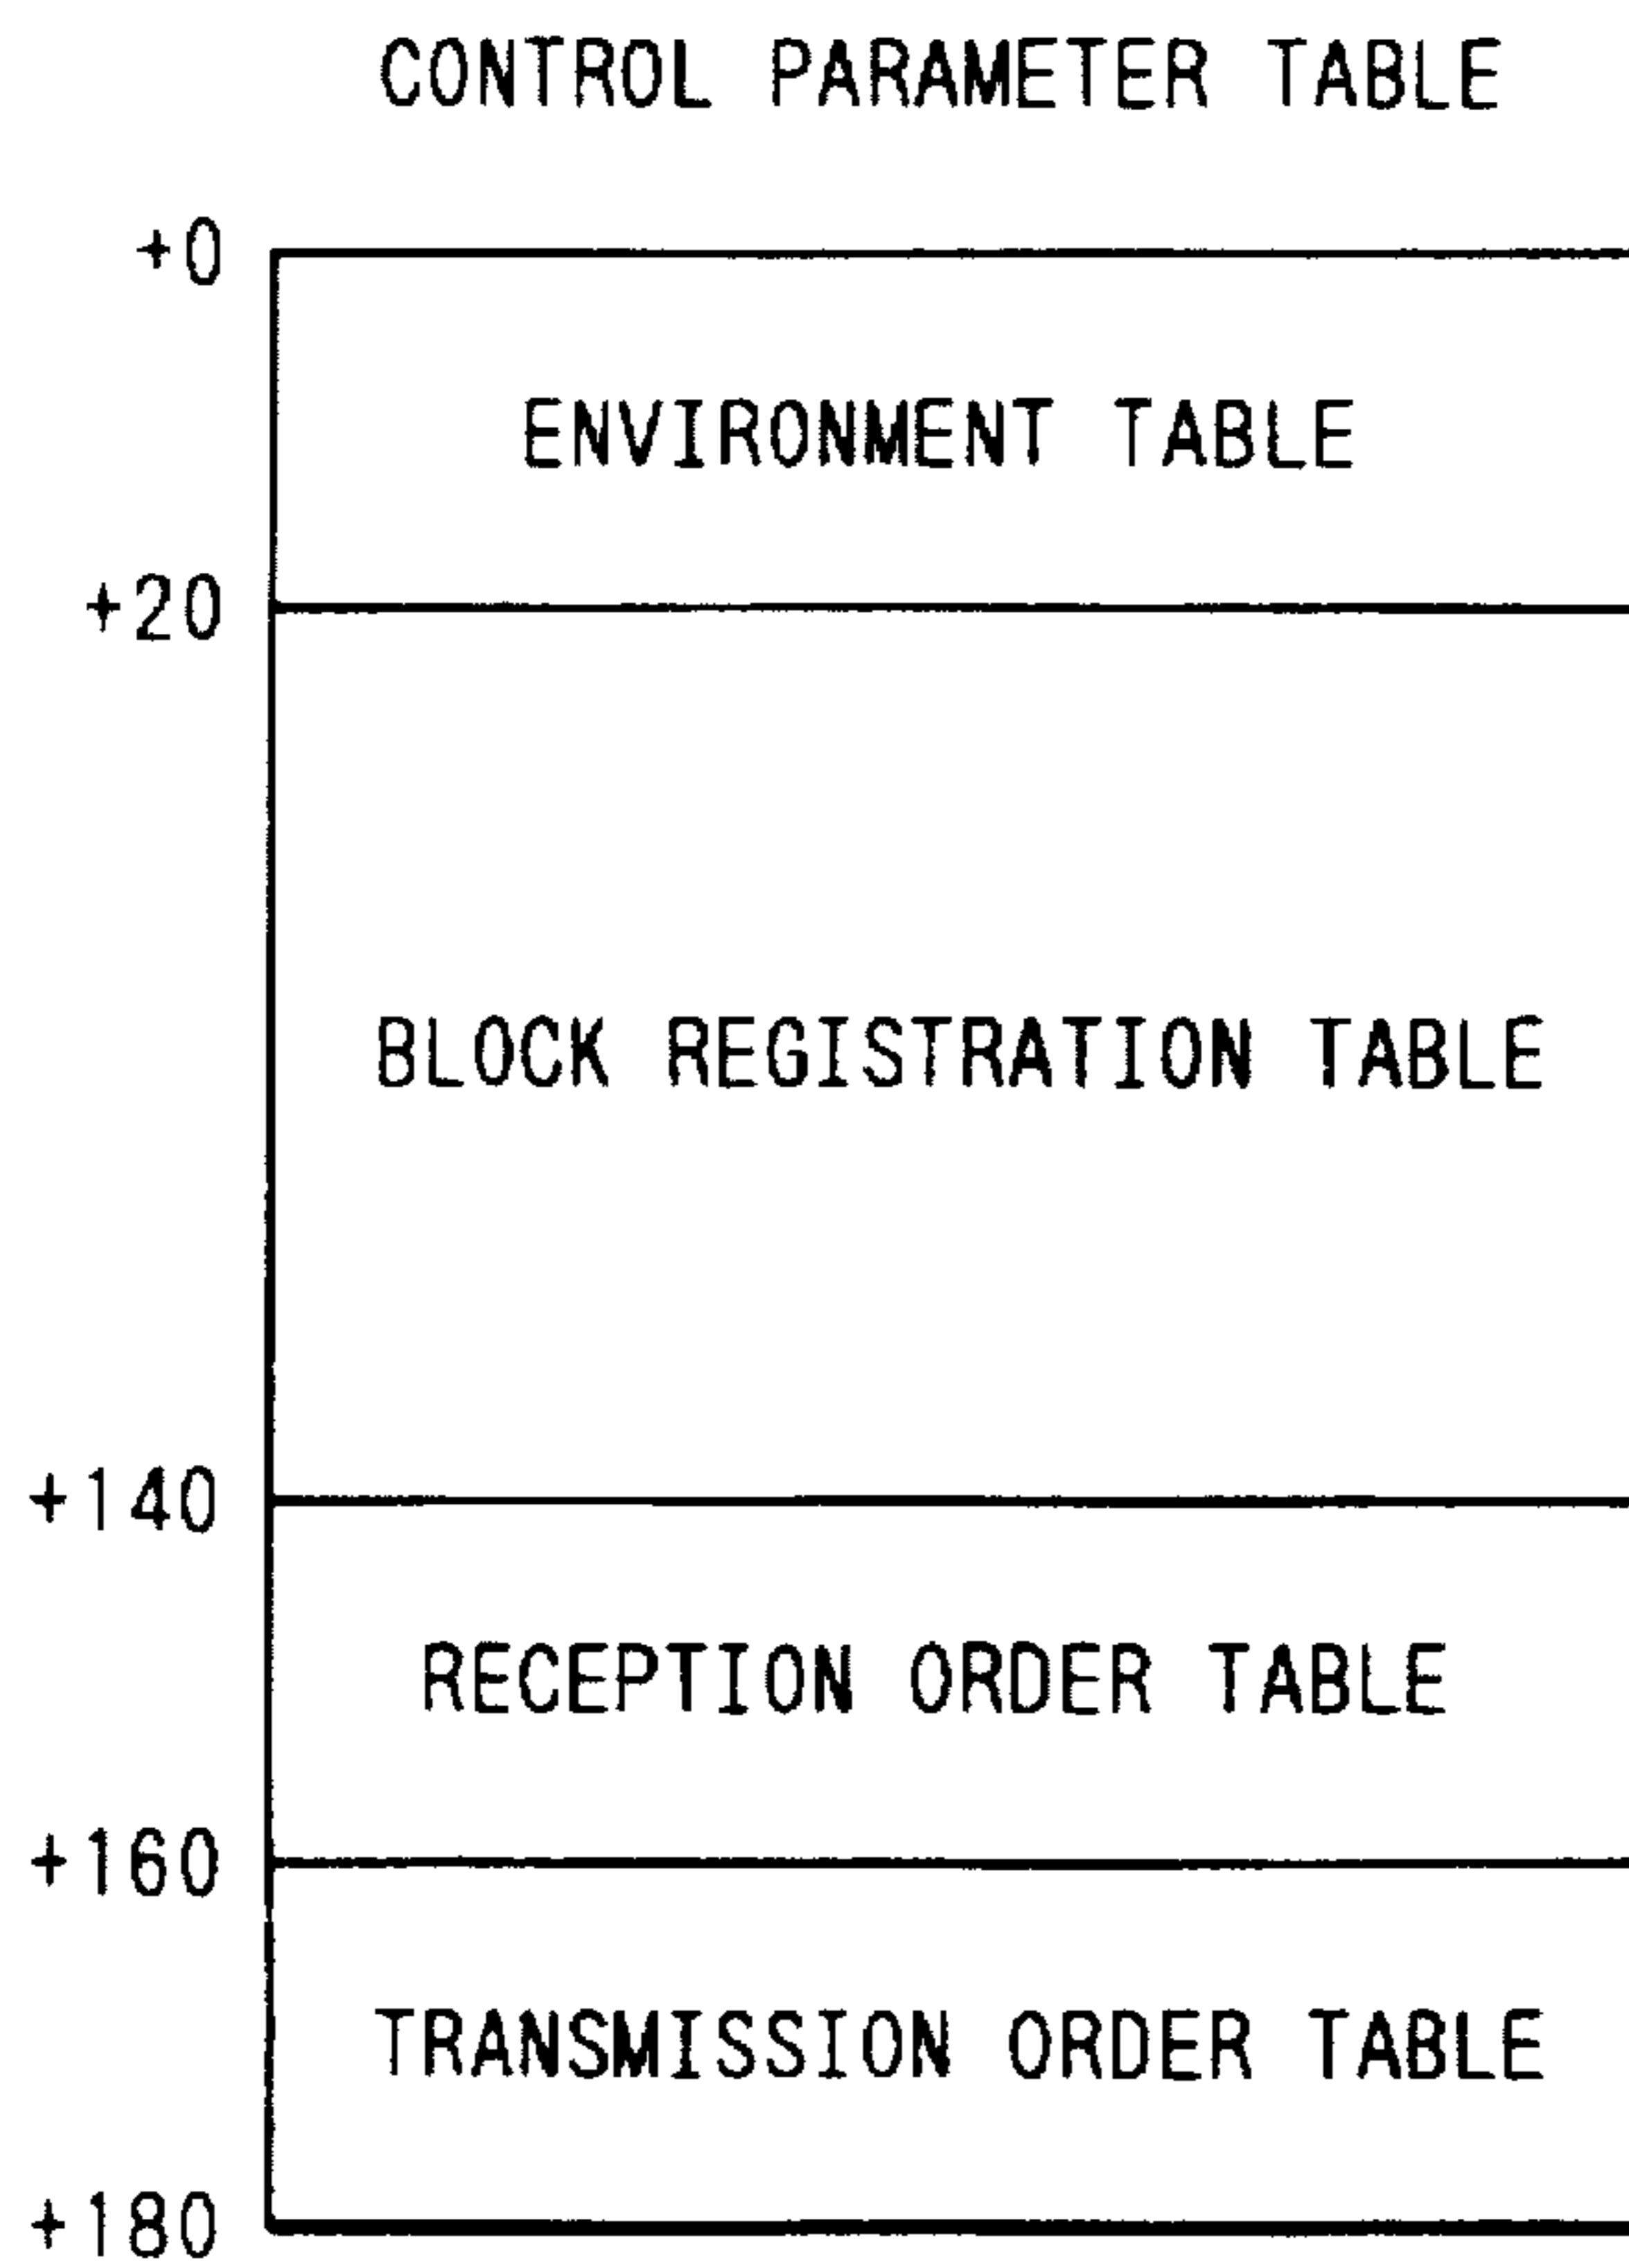 CONTROL PARAMETER TABLE
+0
ENVIRONMENT TABLE
+20
BLOCK REGISTRATION TABLE
+140
RECEPTION ORDER TABLE
+160
TRANSMISSION ORDER TABLE
+180